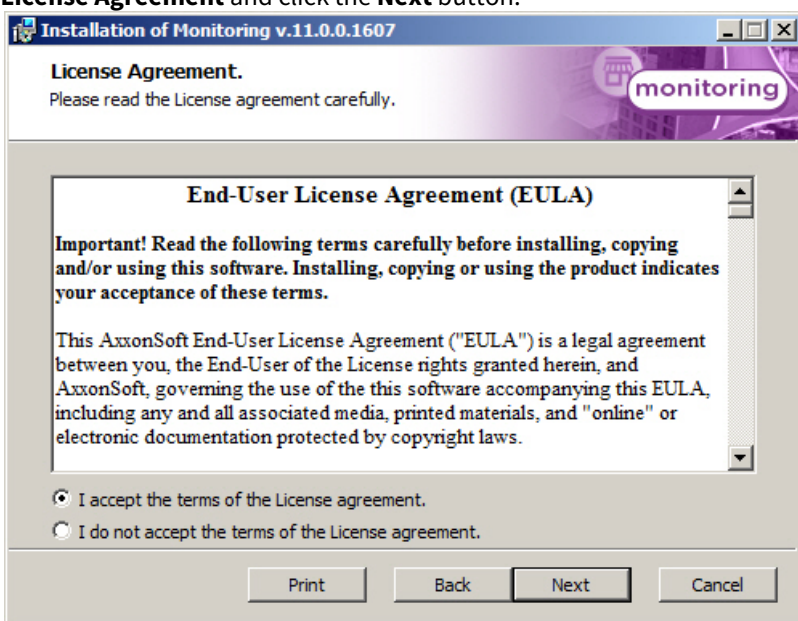 License Agreement and click the Next button.
Installation of Monitoring v.11.0.0.1607
License Agreement.
Please read the License agreement carefully.
monitoring
End-User License Agreement (EULA)
Important! Read the following terms carefully before installing, copying
and/or using this software. Installing, copying or using the product indicates
your acceptance of these terms.
This AxxonSoft End-User License Agreement ("EULA") is a legal agreement
between you, the End-User of the License rights granted herein, and
AxxonSoft, governing the use of the this software accompanying this EULA,
including any and all associated media, printed materials, and "online" or
electronic documentation protected by copyright laws.
I accept the terms of the License agreement.
I do not accept the terms of the License agreement.
Print Back Next Cancel